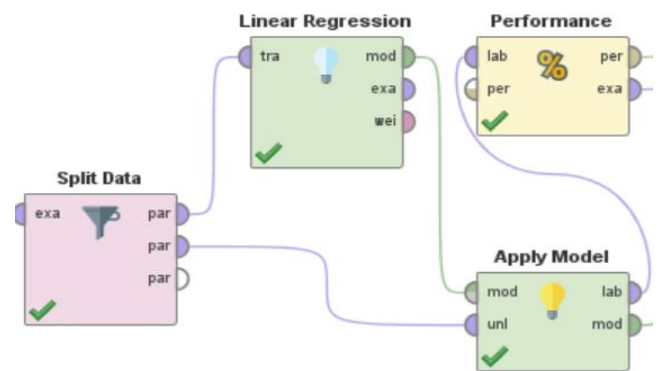 Linear Regression
tra
mod
exa
wei
Performance
lab
per
per
exa
%
Split Data
exa
par
par
par
Apply Model
mod
lab
unl
mod